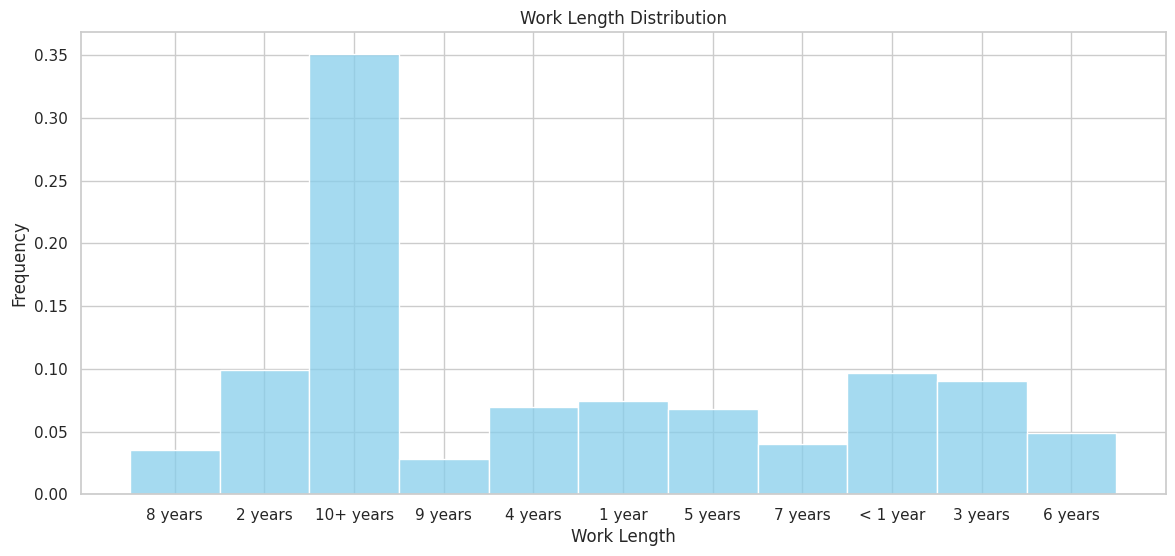 Work Length Distribution
Frequency
0.35
0.30
0.25
0.20
0.15
0.10
0.05
0.00
8 years 2 years 10+ years 9 years 4 years 1 year 5 years 7 years < 1 year 3 years 6 years
Work Length